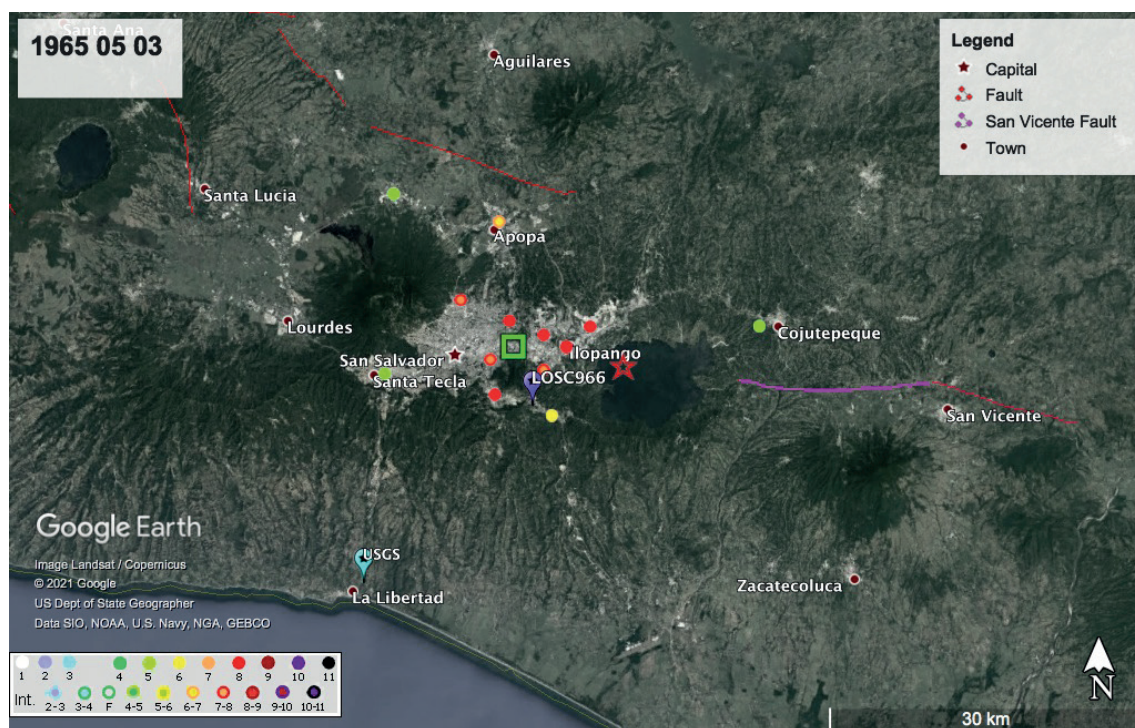 Santa Ana
1965 05 03
Aguilares
Legend
Capital
Fault
San Vicente Fault
Town
Santa Lucia
Apopa
Lourdes
Cojutepeque
San Salvador
Ilopango
Santa Tecla
LOSC966
San Vicente
Google Earth
Image Landsat / Copernicus
© 2021 Google
US Dept of State Geographer
Data SIO, NOAA, U.S. Navy, NGA, GEBCO
USGS
La Libertad
Zacatecoluca
1 2 3 4 5 6 7 8 9 10 11
Int. 2-3 3-4 F 4-5 5-6 6-7 7-8 8-9 9-10 10-11
N
30 km